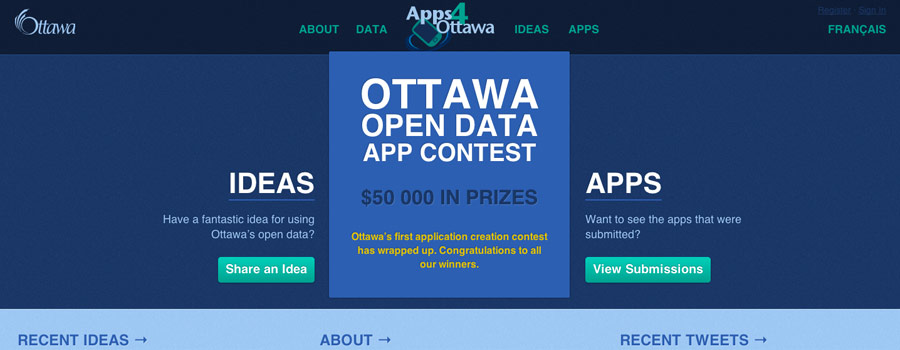 Ottawa
ABOUT
DATA
Apps4
Ottawa
IDEAS
APPS
Register
Sign In
FRANÇAIS
OTTAWA
OPEN DATA
APP CONTEST
$50 000 IN PRIZES
Ottawa's first application creation contest
has wrapped up. Congratulations to all
our winners.
IDEAS
Have a fantastic idea for using
Ottawa's open data?
Share an Idea
APPS
Want to see the apps that were
submitted?
View Submissions
RECENT IDEAS →
ABOUT →
RECENT TWEETS →